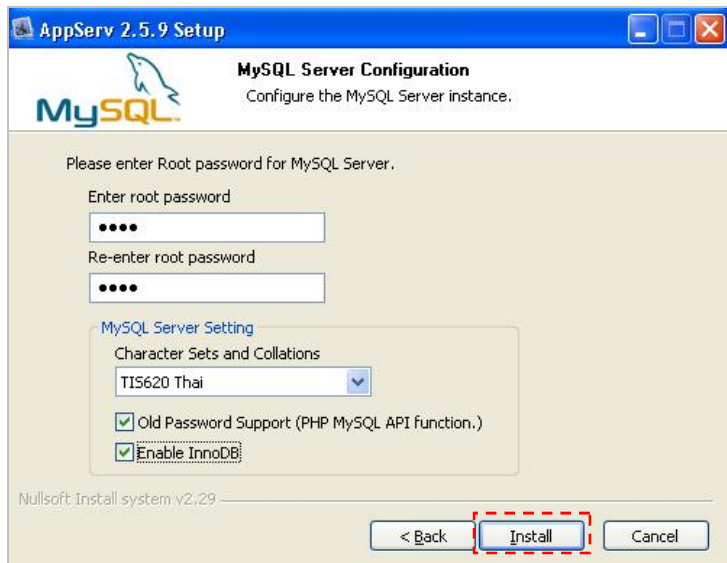 AppServ 2.5.9 Setup
MySQL Server Configuration
Configure the MySQL Server instance.
MySQL
Please enter Root password for MySQL Server.
Enter root password
••••
Re-enter root password
••••
MySQL Server Setting
Character Sets and Collations
TIS620 Thai
Old Password Support (PHP MySQL API function.)
Enable InnoDB
Nullsoft Install system v2.29
< Back
Install
Cancel